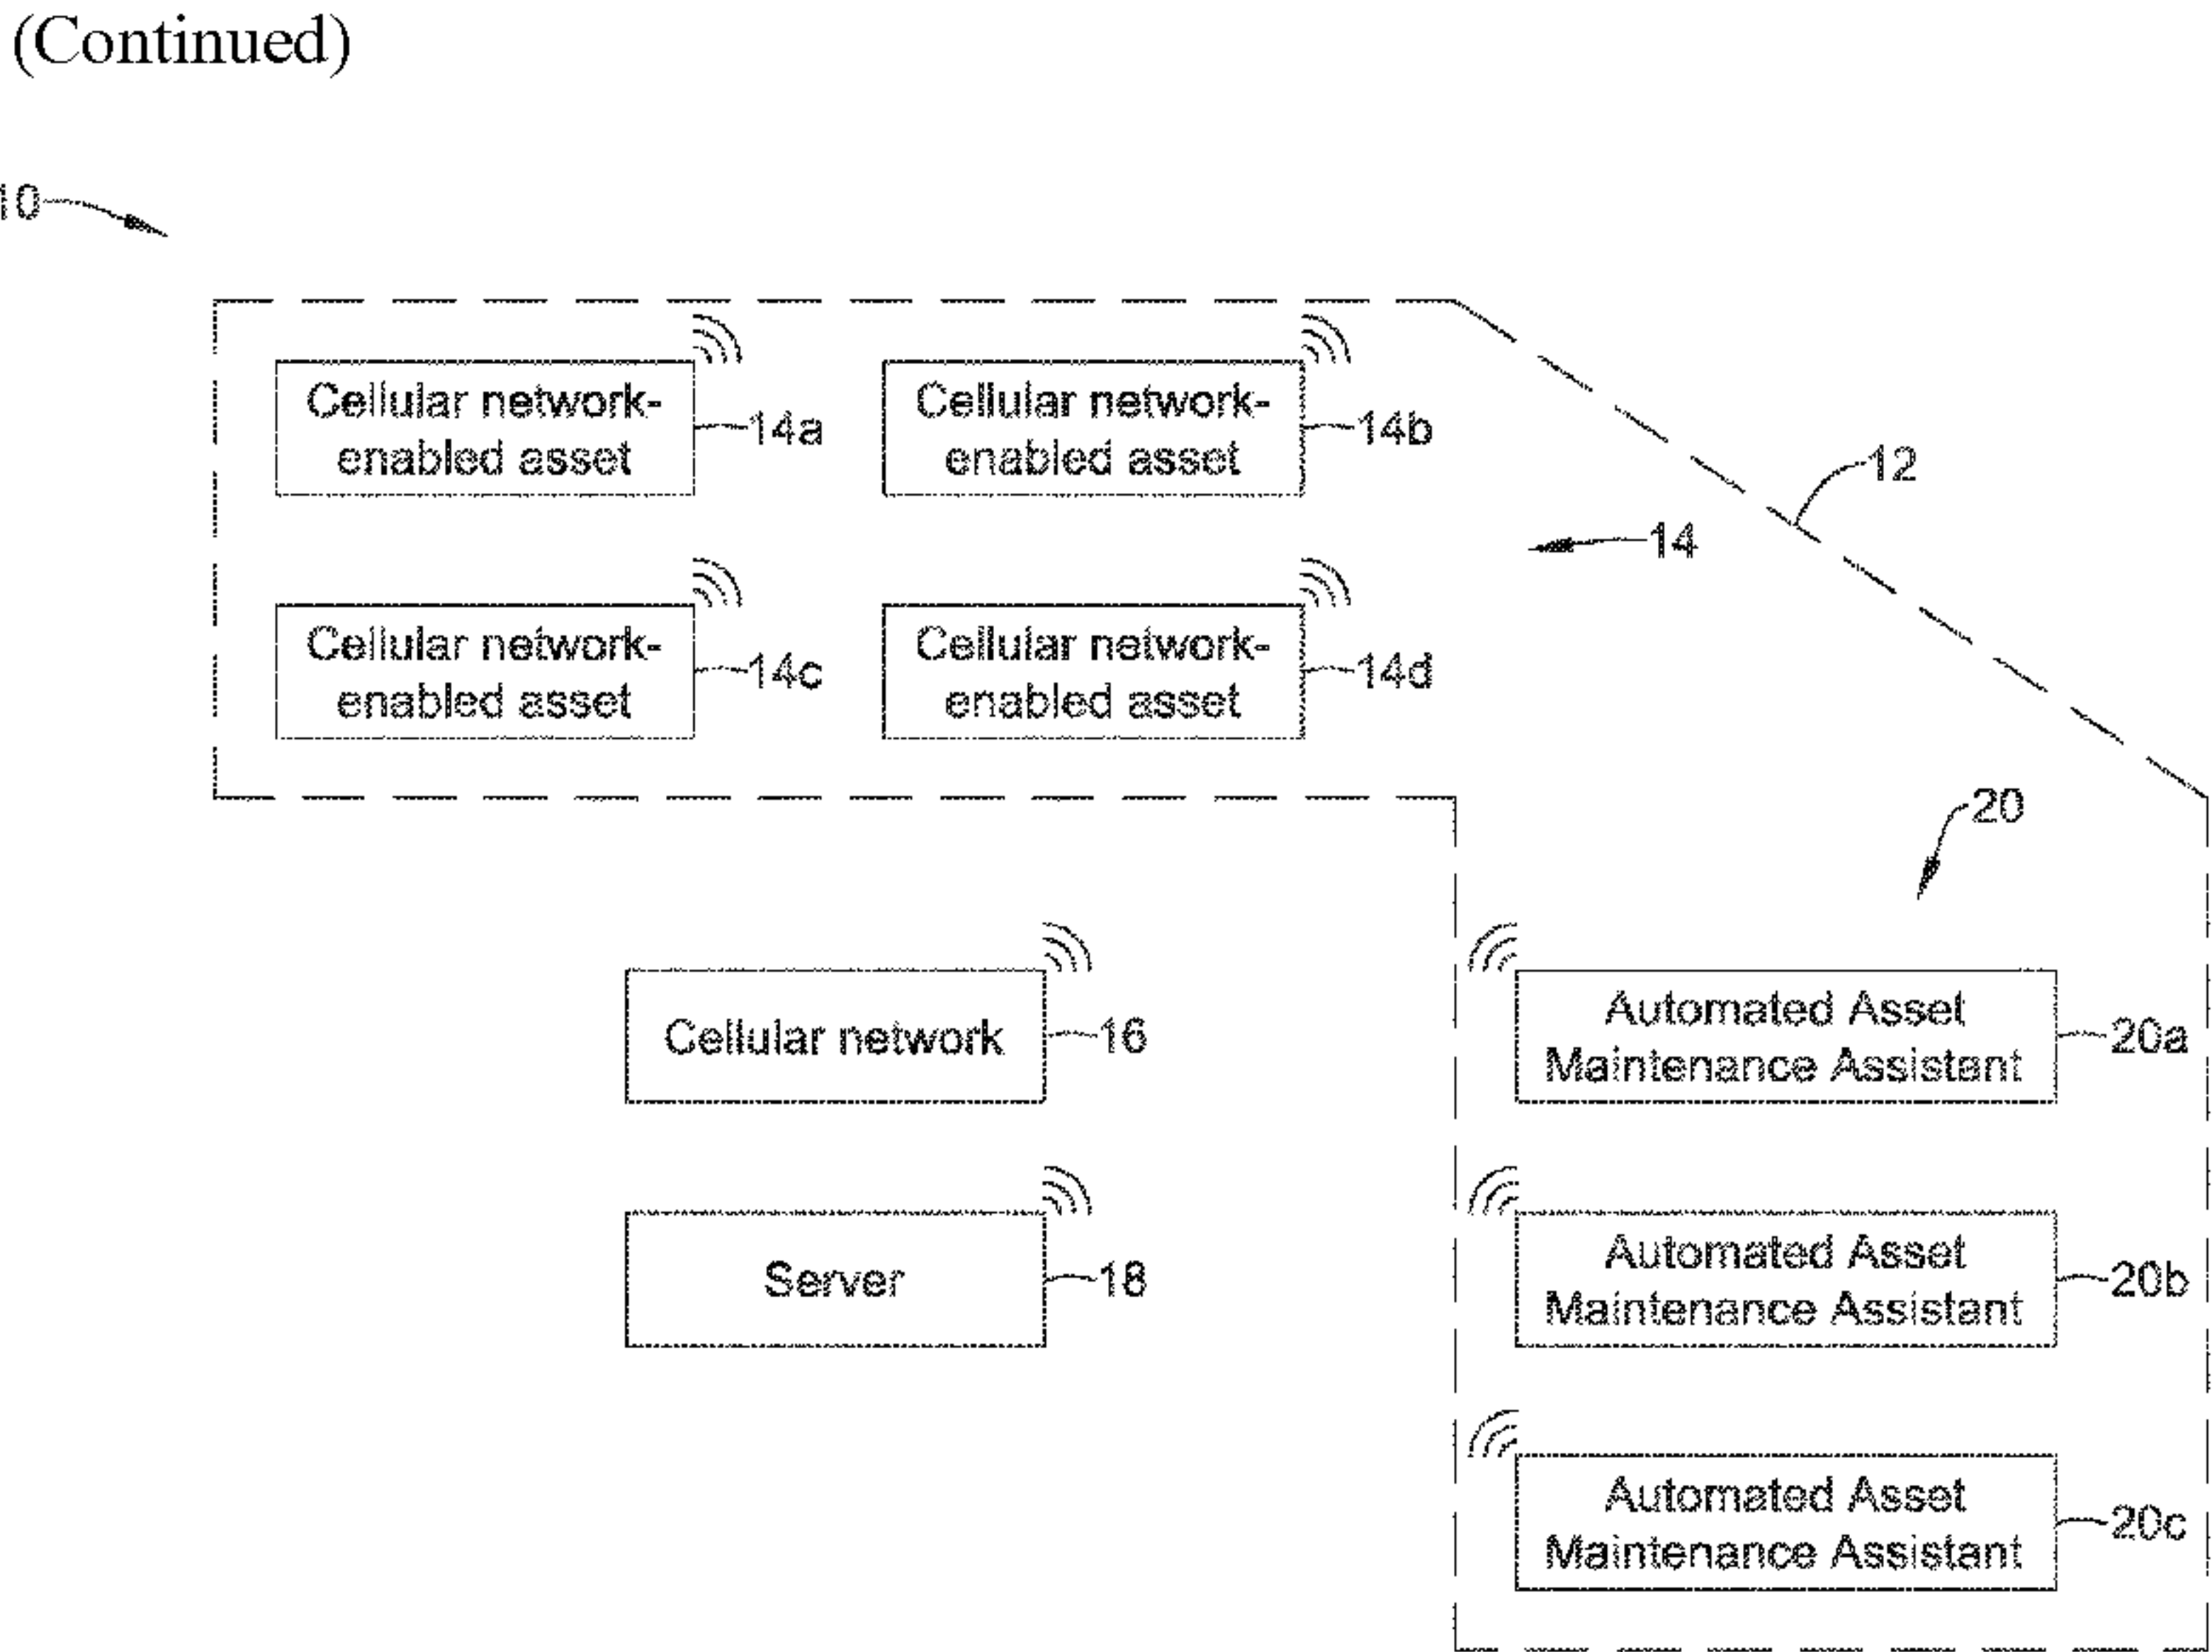 (Continued)
10
Cellular network-
enabled asset
14a
Cellular network-
enabled asset
14b
12
14
Cellular network-
enabled asset
14c
Cellular network-
enabled asset
14d
20
Cellular network
16
Automated Asset
Maintenance Assistant
20a
Server
18
Automated Asset
Maintenance Assistant
20b
Automated Asset
Maintenance Assistant
20c